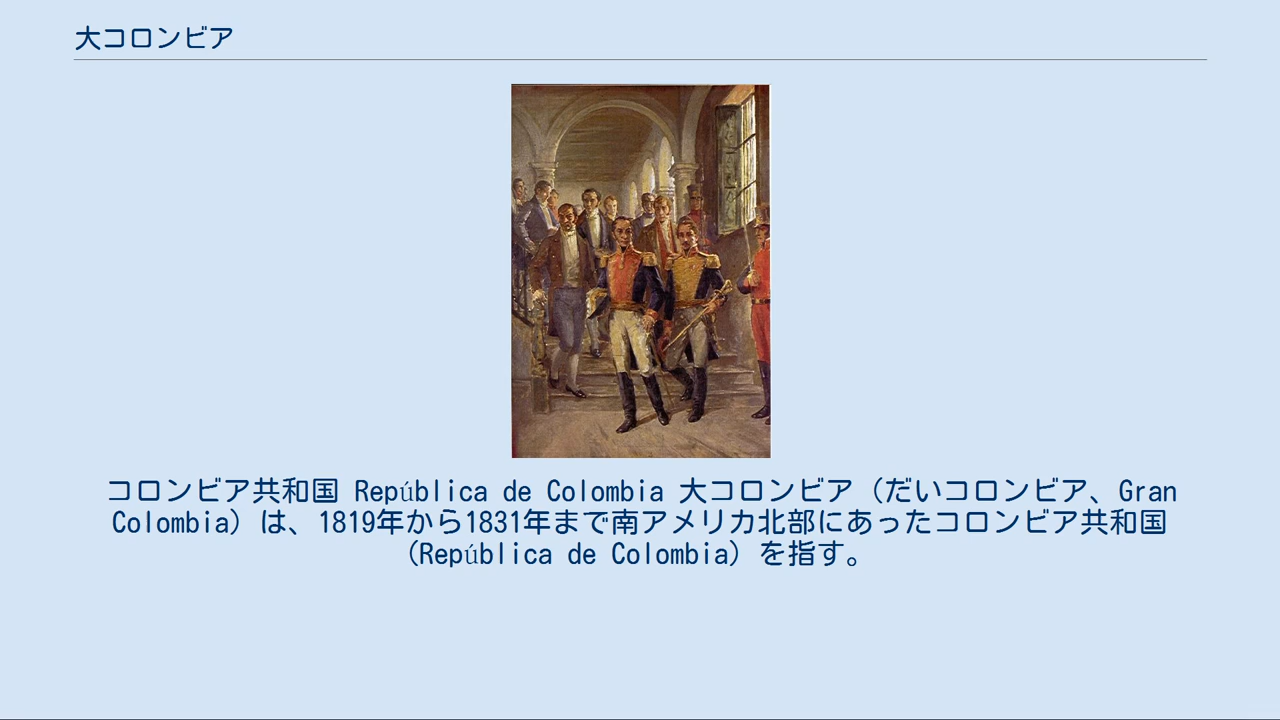 大コロンビア
コロンビア共和国 República de Colombia 大コロンビア（だいコロンビア、Gran
Colombia）は、1819年から1831年まで南アメリカ北部にあったコロンビア共和国
（República de Colombia）を指す。